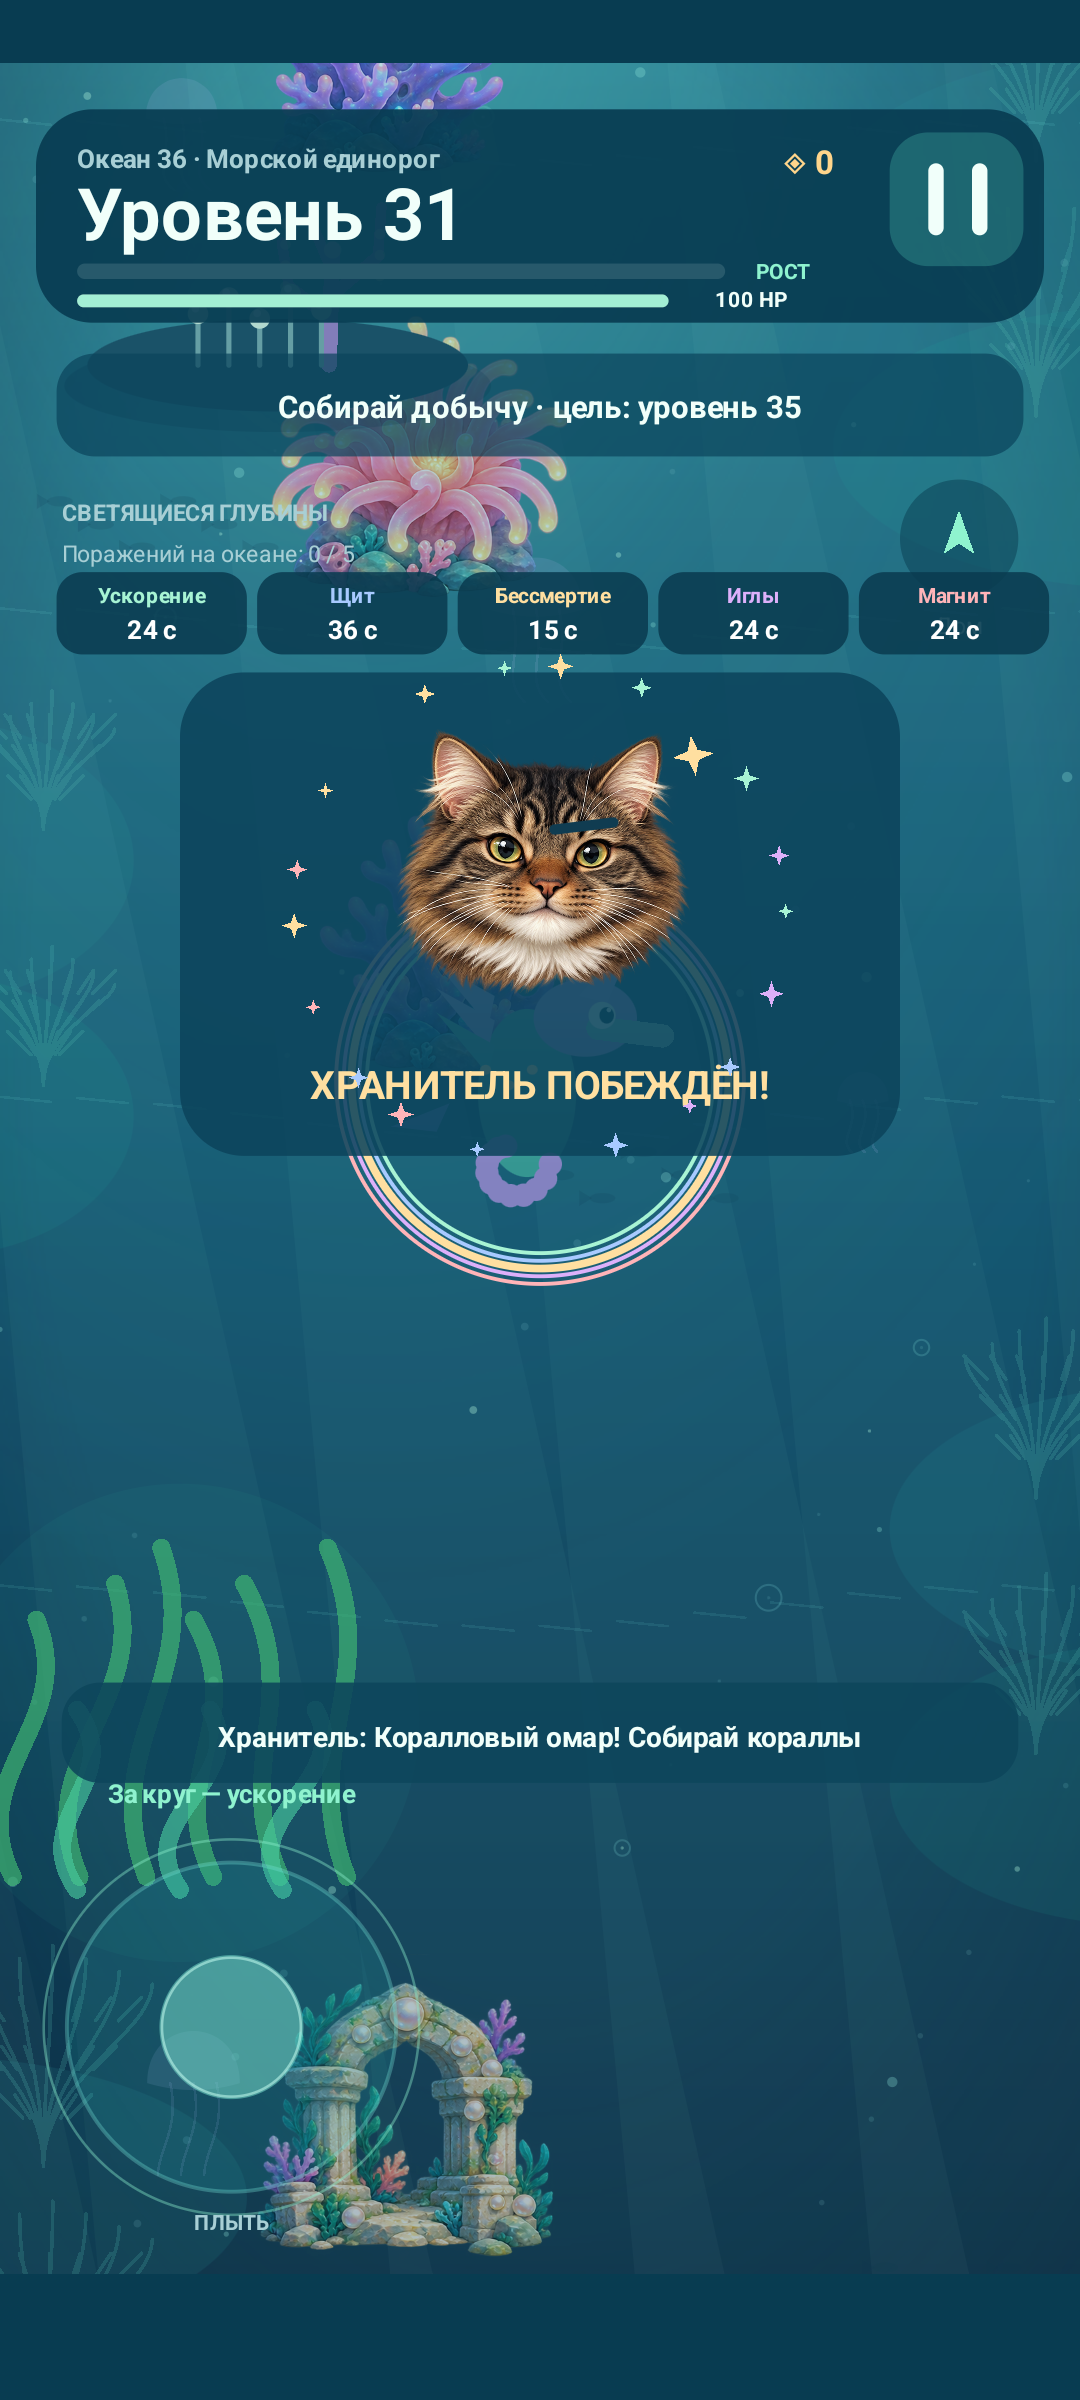 Океан 36 · Морской единорог
0
Уровень 31
РОСТ
100 HP
Собирай добычу · цель: уровень 35
СВЕТЯЩИЕСЯ ГЛУБИНЫ
Поражений на океане: 0 / 5
Ускорение Щит Бессмертие Иглы Магнит
24 с 36 с 15 с 24 с 24 с
ХРАНИТЕЛЬ ПОБЕЖДЁН!
Хранитель: Коралловый омар! Собирай кораллы
За круг — ускорение
ПЛЫТЬ